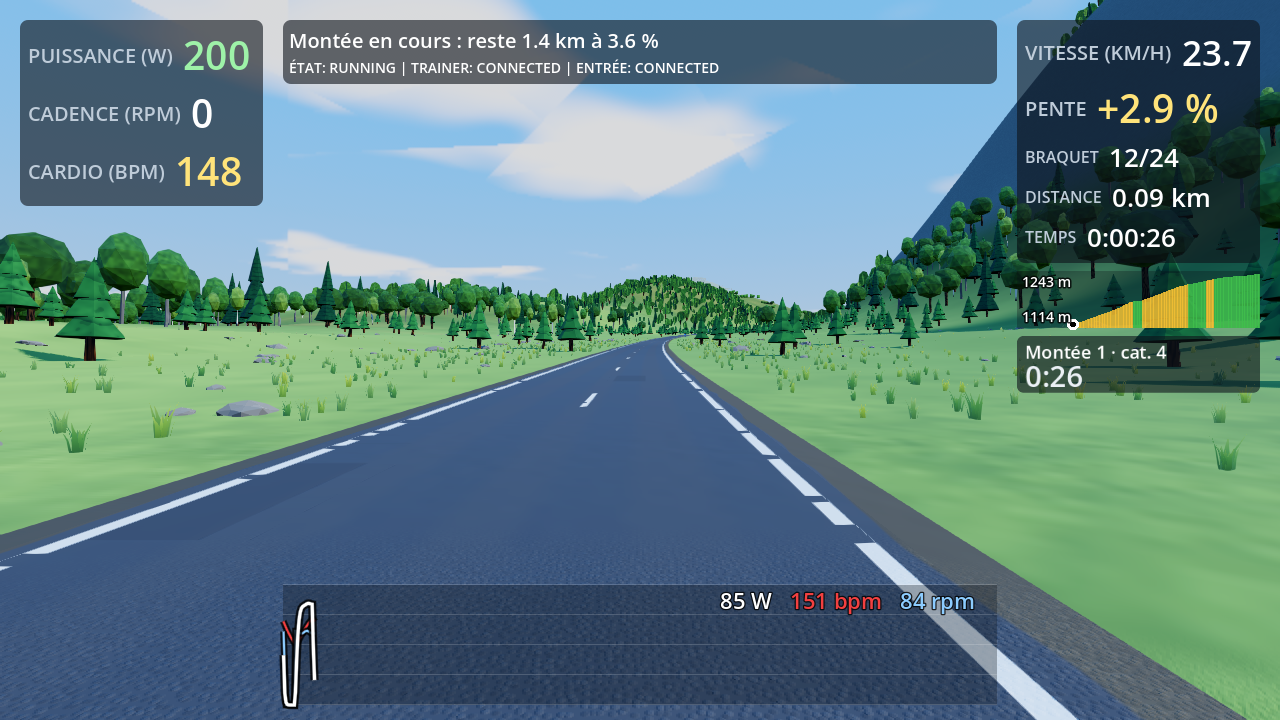 PUISSANCE (W) 200
CADENCE (RPM) 0
CARDIO (BPM) 148
Montée en cours : reste 1.4 km à 3.6 %
ÉTAT: RUNNING | TRAINER: CONNECTED | ENTRÉE: CONNECTED
VITESSE (KM/H) 23.7
PENTE +2.9 %
BRAQUET 12/24
DISTANCE 0.09 km
TEMPS 0:00:26
1243 m
1114 m
Montée 1 · cat. 4
0:26
85 W 151 bpm 84 rpm